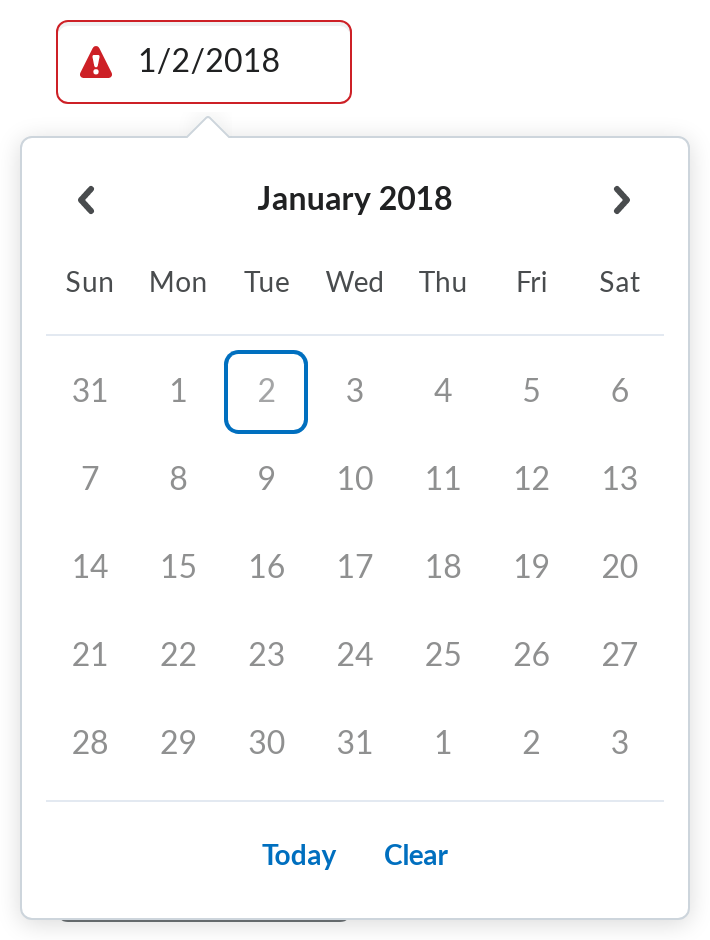 1/2/2018
January 2018
Sun Mon Tue Wed Thu Fri Sat
31 1 2 3 4 5 6
7 8 9 10 11 12 13
14 15 16 17 18 19 20
21 22 23 24 25 26 27
28 29 30 31 1 2 3
Today Clear